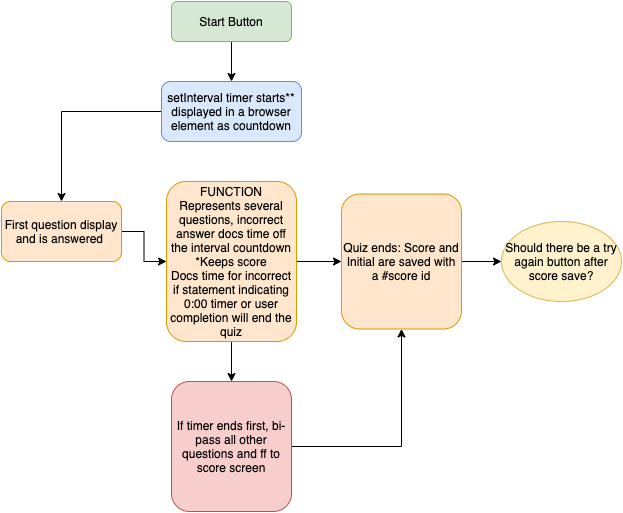 Start Button
setInterval timer starts**
displayed in a browser
element as countdown
First question display
and is answered
FUNCTION
Represents several
questions, incorrect
answer docs time off
the interval countdown
*Keeps score
Docs time for incorrect
if statement indicating
0:00 timer or user
completion will end the
quiz
Quiz ends: Score and
Initial are saved with
a #score id
Should there be a try
again button after
score save?
If timer ends first, bi-
pass all other
questions and ff to
score screen